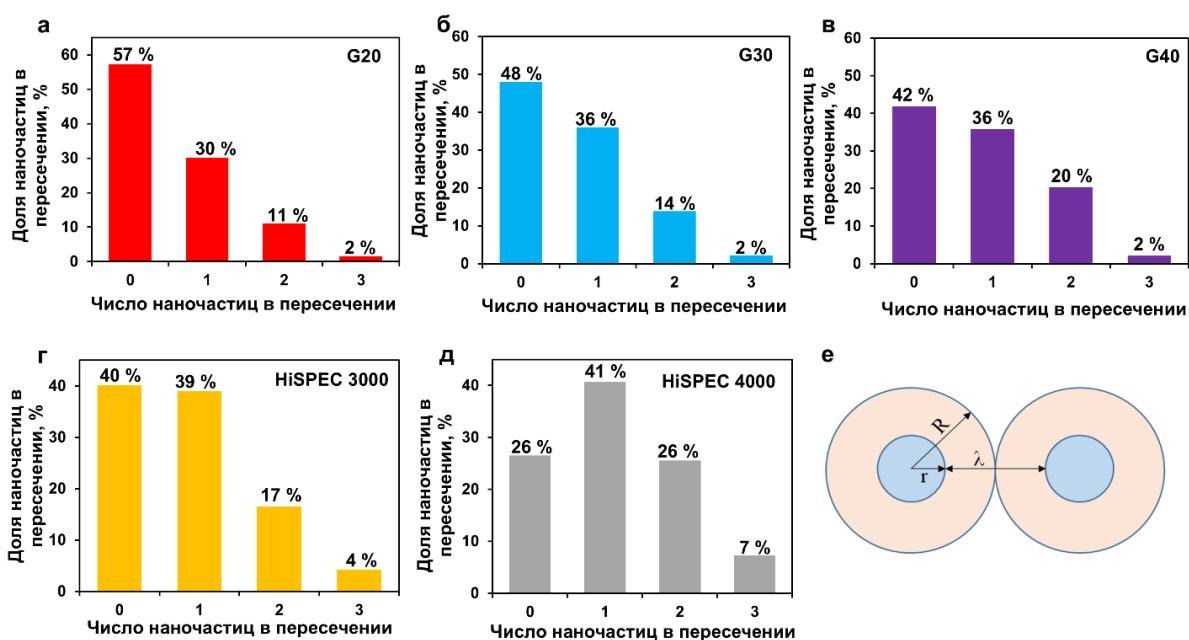 а
Доля наночастиц в
пересечении, %
60
50
40
30
20
10
0
57 %
30 %
11 %
2 %
G20
0 1 2 3
Число наночастиц в пересечении
б
Доля наночастиц в
пересечении, %
60
50
40
30
20
10
0
48 %
36 %
14 %
2 %
G30
0 1 2 3
Число наночастиц в пересечении
в
Доля наночастиц в
пересечении, %
60
50
40
30
20
10
0
42 %
36 %
20 %
2 %
G40
0 1 2 3
Число наночастиц в пересечении
г
Доля наночастиц в
пересечении, %
40
30
20
10
0
40 %
39 %
17 %
4 %
HiSPEC 3000
0 1 2 3
Число наночастиц в пересечении
д
Доля наночастиц в
пересечении, %
40
30
20
10
0
26 %
41 %
26 %
7 %
HiSPEC 4000
0 1 2 3
Число наночастиц в пересечении
е
R
r
λ